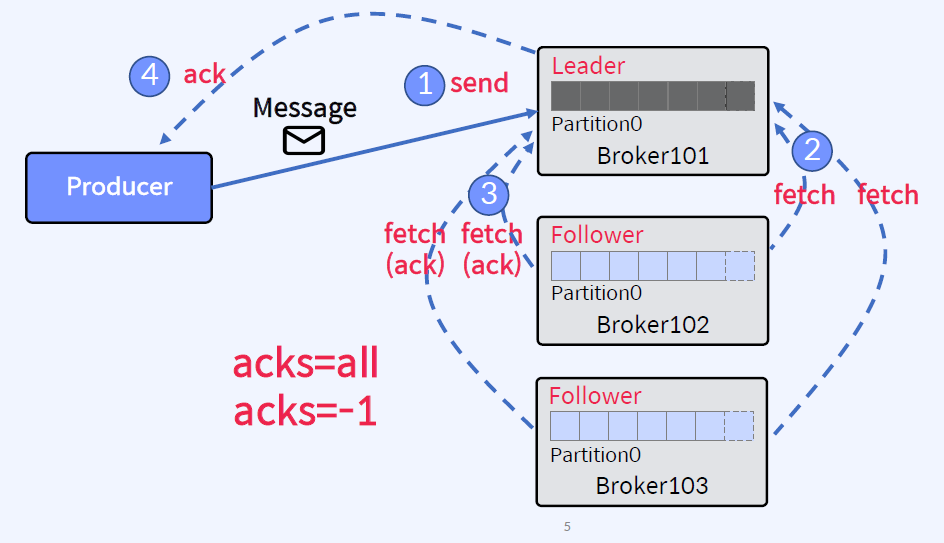 4
ack
1
send
Message
Producer
Leader
Partition0
Broker101
2
fetch
fetch
3
fetch
(ack)
fetch
(ack)
Follower
Partition0
Broker102
acks=all
acks=-1
Follower
Partition0
Broker103
5